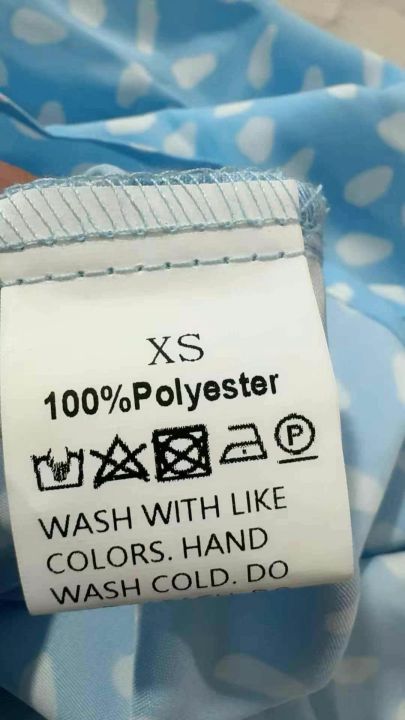 XS
100%Polyester
P
WASH WITH LIKE
COLORS. HAND
WASH COLD. DO